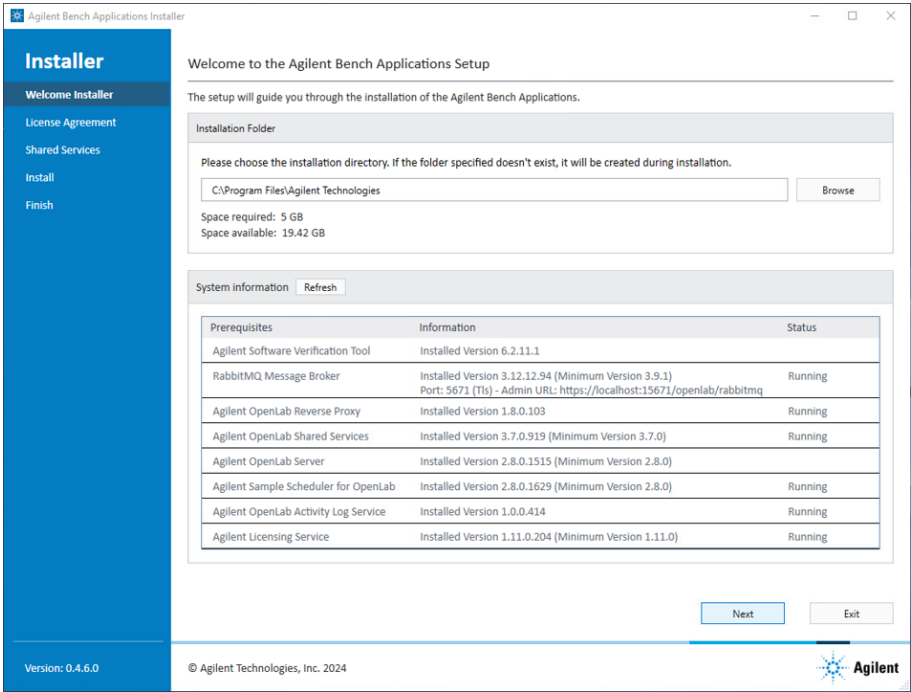 Agilent Bench Applications Installer
Installer
Welcome Installer
License Agreement
Shared Services
Install
Finish
Version: 0.4.6.0
Welcome to the Agilent Bench Applications Setup
The setup will guide you through the installation of the Agilent Bench Applications.
Installation Folder
Please choose the installation directory. If the folder specified doesn't exist, it will be created during installation.
C:\Program Files\Agilent Technologies Browse
Space required: 5 GB
Space available: 19.42 GB
System information Refresh
Prerequisites Information Status
Agilent Software Verification Tool Installed Version 6.2.11.1
RabbitMQ Message Broker Installed Version 3.12.12.94 (Minimum Version 3.9.1) Running
Port: 5671 (Tls) - Admin URL: https://localhost:15671/openlab/rabbitmq
Agilent OpenLab Reverse Proxy Installed Version 1.8.0.103 Running
Agilent OpenLab Shared Services Installed Version 3.7.0.919 (Minimum Version 3.7.0) Running
Agilent OpenLab Server Installed Version 2.8.0.1515 (Minimum Version 2.8.0)
Agilent Sample Scheduler for OpenLab Installed Version 2.8.0.1629 (Minimum Version 2.8.0) Running
Agilent OpenLab Activity Log Service Installed Version 1.0.0.414 Running
Agilent Licensing Service Installed Version 1.11.0.204 (Minimum Version 1.11.0) Running
Next Exit
© Agilent Technologies, Inc. 2024
Agilent